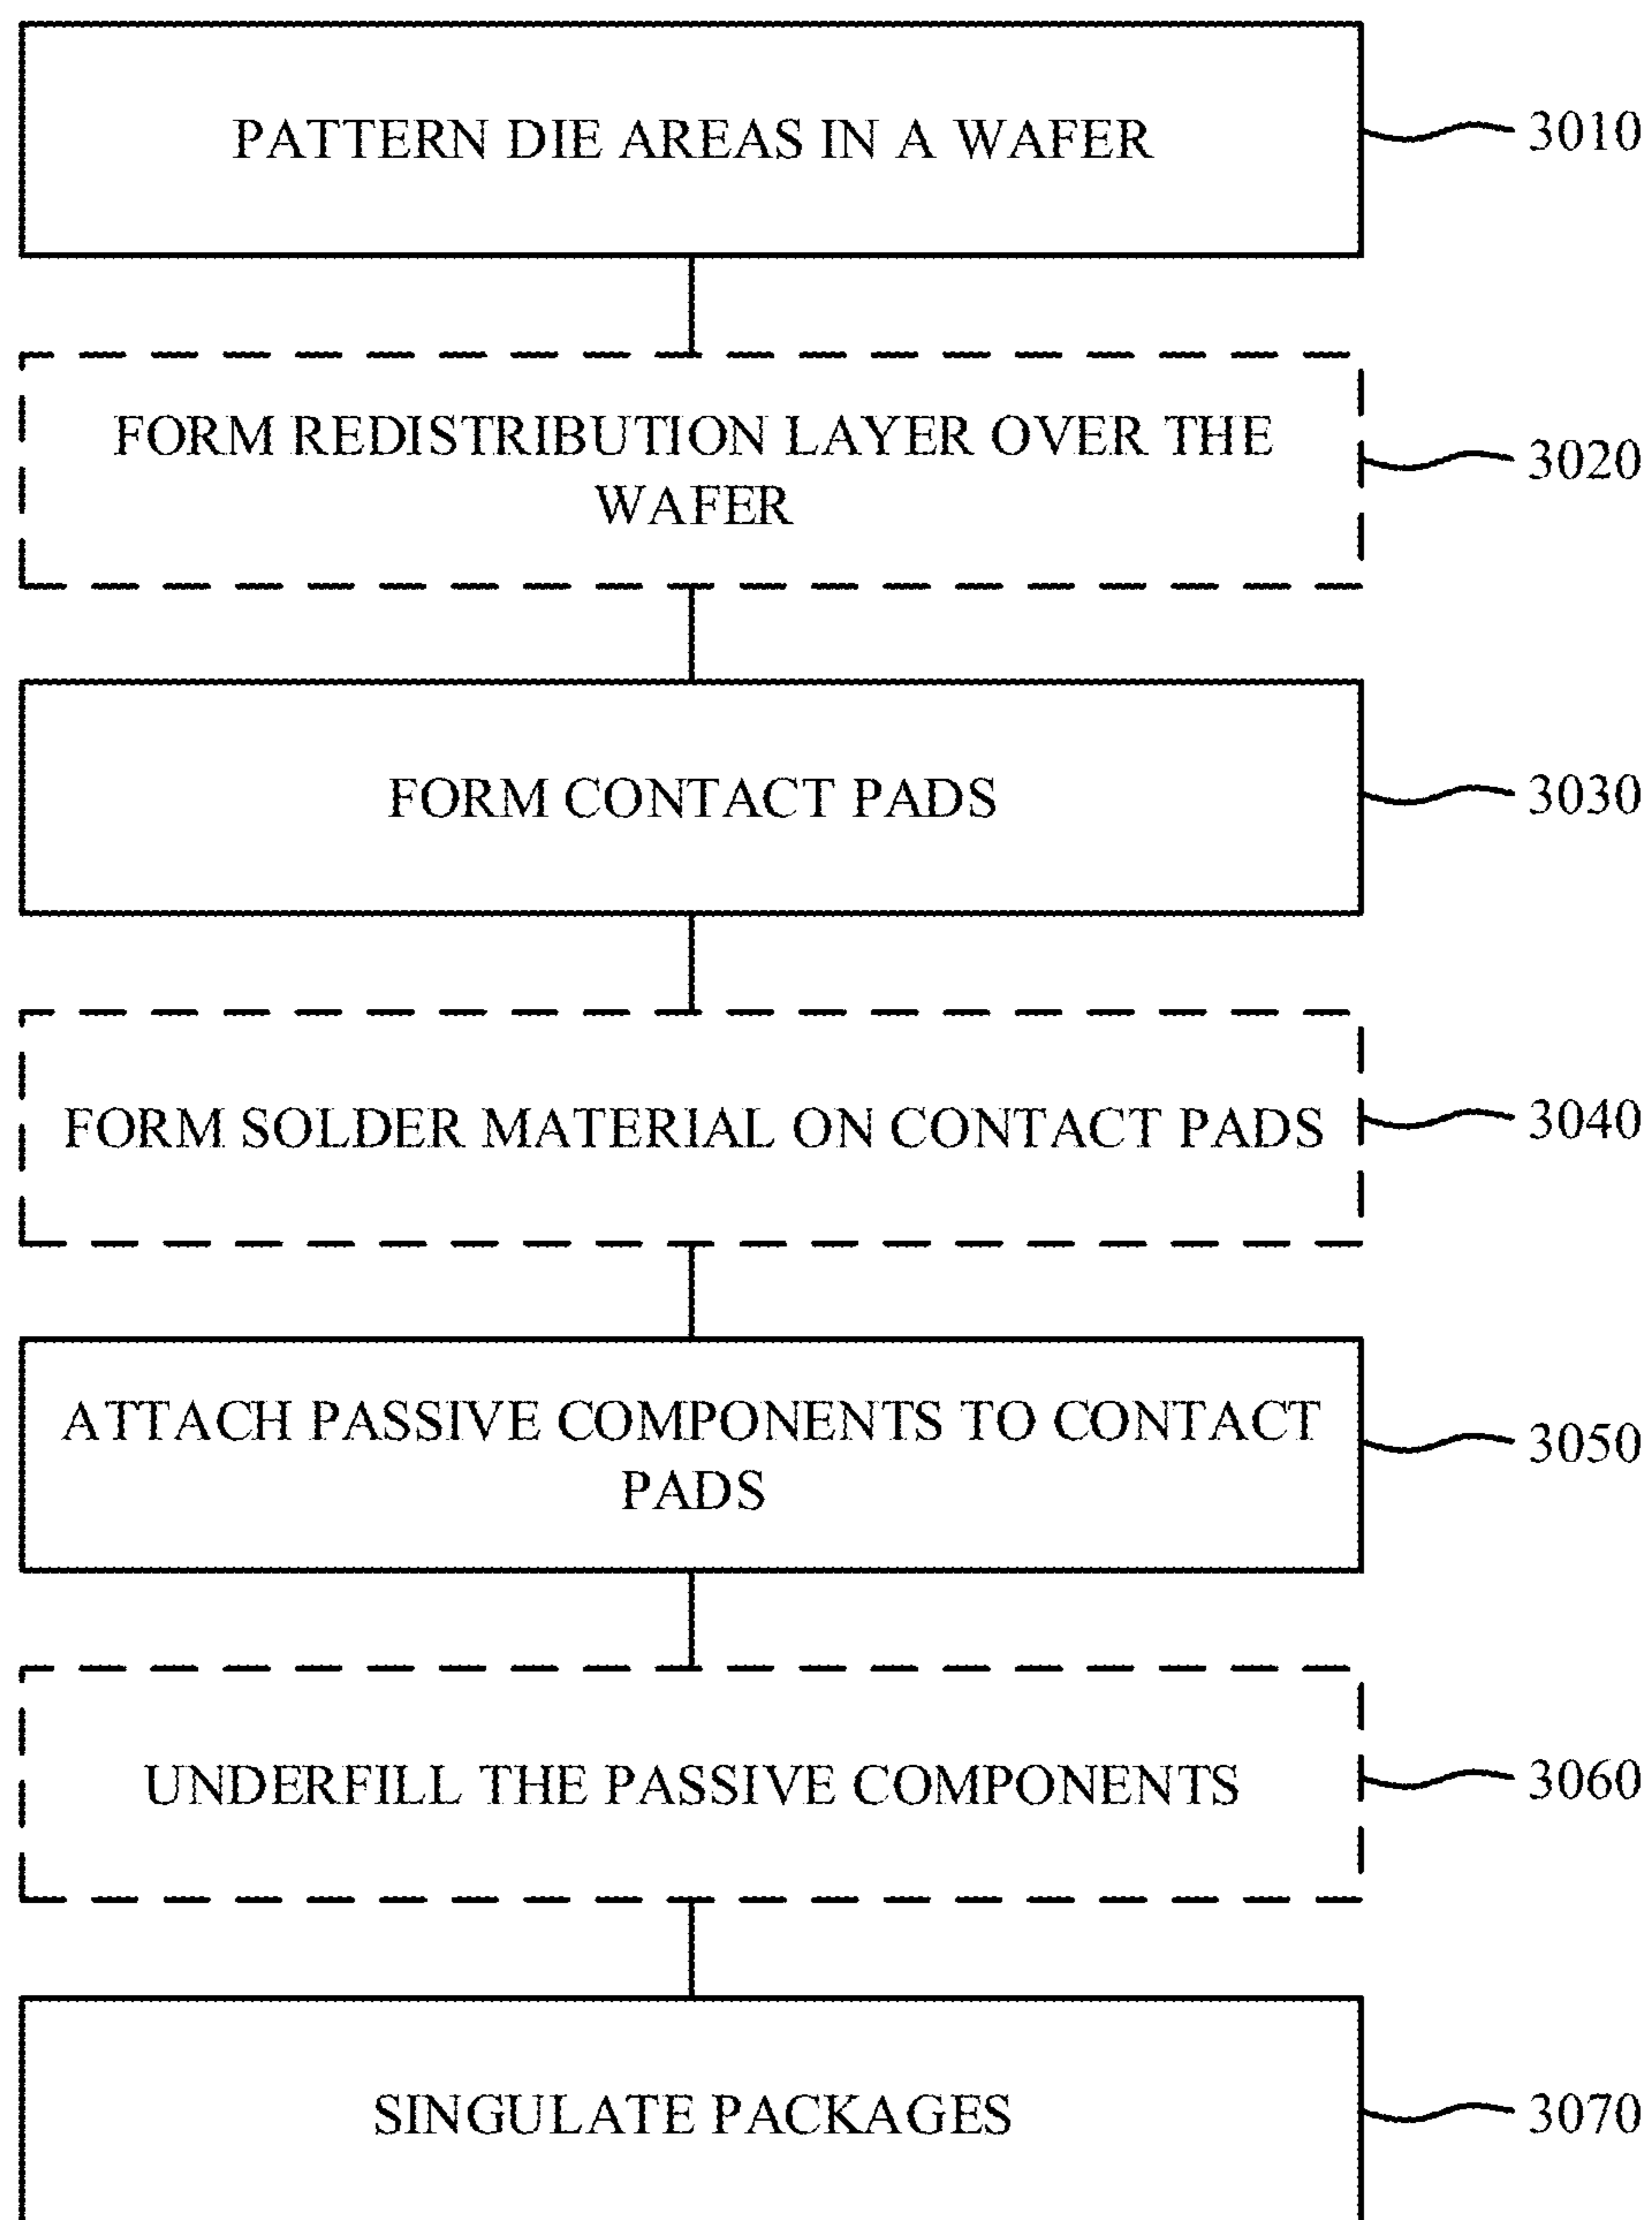 PATTERN DIE AREAS IN A WAFER
3010
FORM REDISTRIBUTION LAYER OVER THE
WAFER
3020
FORM CONTACT PADS
3030
FORM SOLDER MATERIAL ON CONTACT PADS
3040
ATTACH PASSIVE COMPONENTS TO CONTACT
PADS
3050
UNDERFILL THE PASSIVE COMPONENTS
3060
SINGULATE PACKAGES
3070